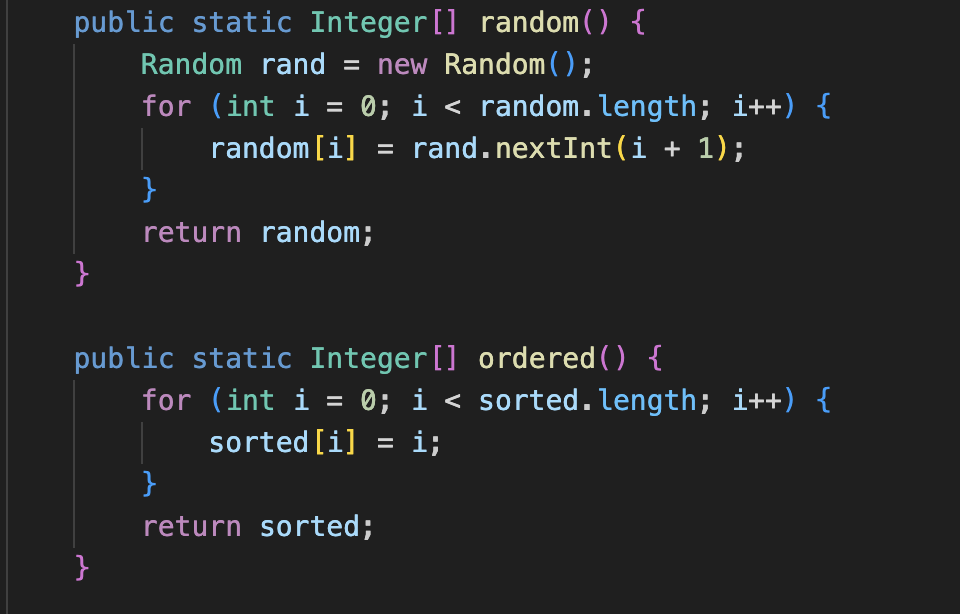 public static Integer[] random() {
    Random rand = new Random();
    for (int i = 0; i < random.length; i++) {
        random[i] = rand.nextInt(i + 1);
    }
    return random;
}

public static Integer[] ordered() {
    for (int i = 0; i < sorted.length; i++) {
        sorted[i] = i;
    }
    return sorted;
}